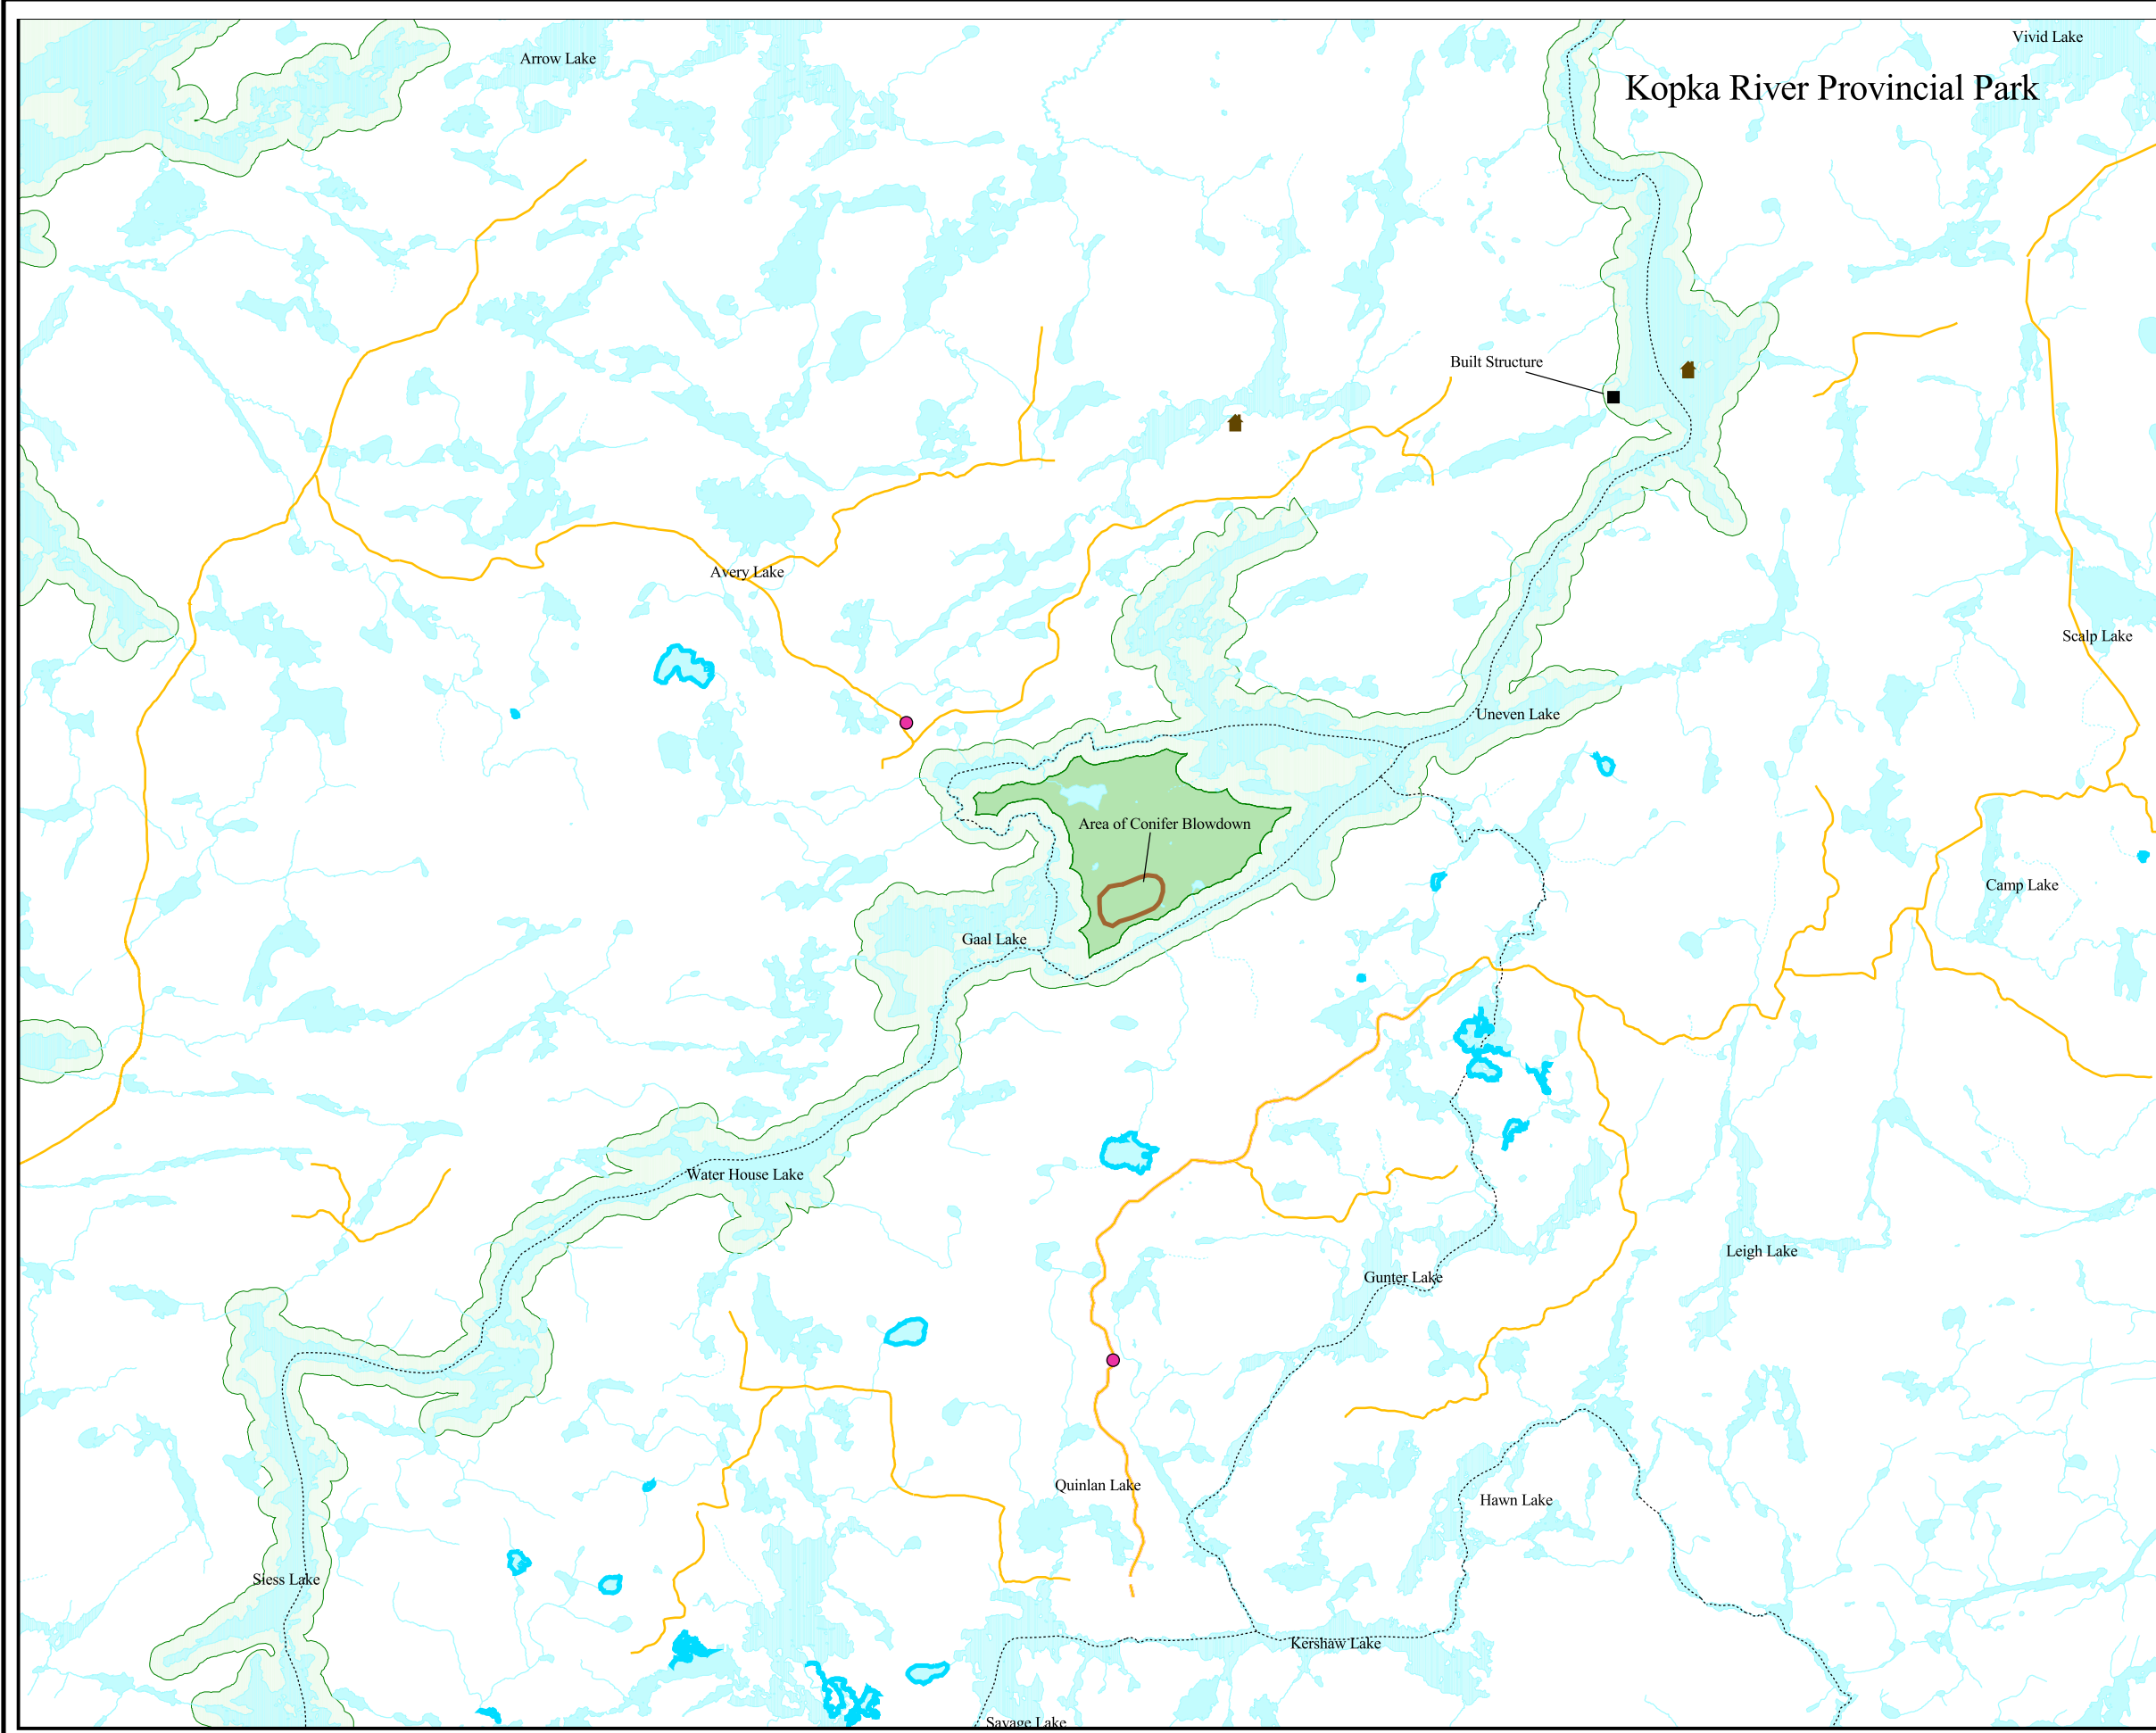 Vivid Lake
Arrow Lake
Kopka River Provincial Park
Built Structure
Avery Lake
Scalp Lake
Uneven Lake
Area of Conifer Blowdown
Camp Lake
Gaal Lake
Water House Lake
Leigh Lake
Gunter Lake
Quinlan Lake
Hawn Lake
Siess Lake
Kershaw Lake
Savage Lake